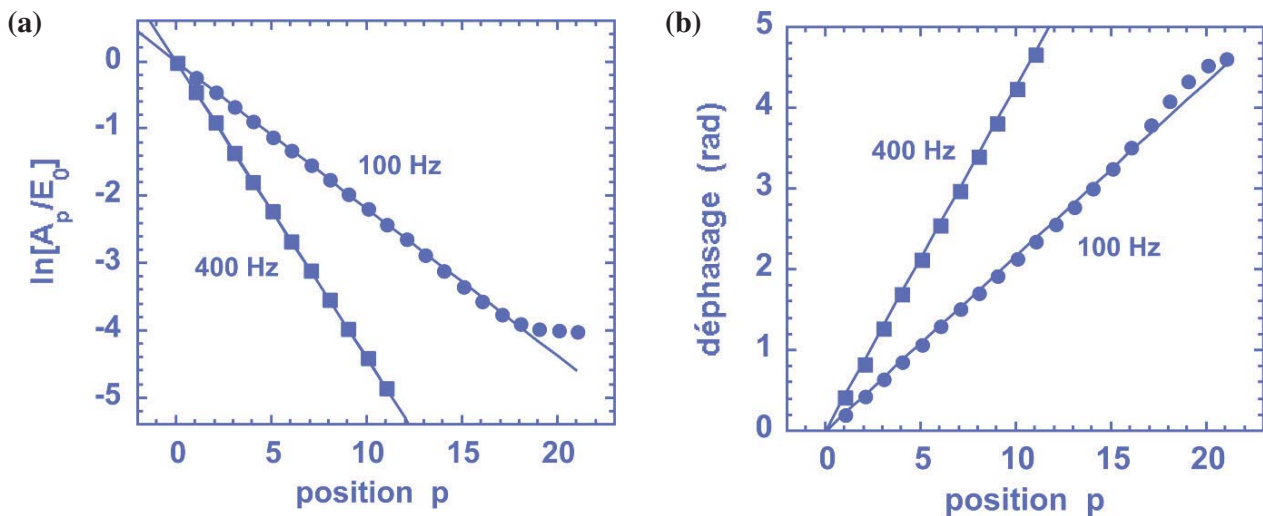 (a)
0
-1
-2
-3
-4
-5
ln[A_p/E_0]
100 Hz
400 Hz
0 5 10 15 20
position p
(b)
5
4
3
2
1
0
déphasage (rad)
400 Hz
100 Hz
0 5 10 15 20
position p